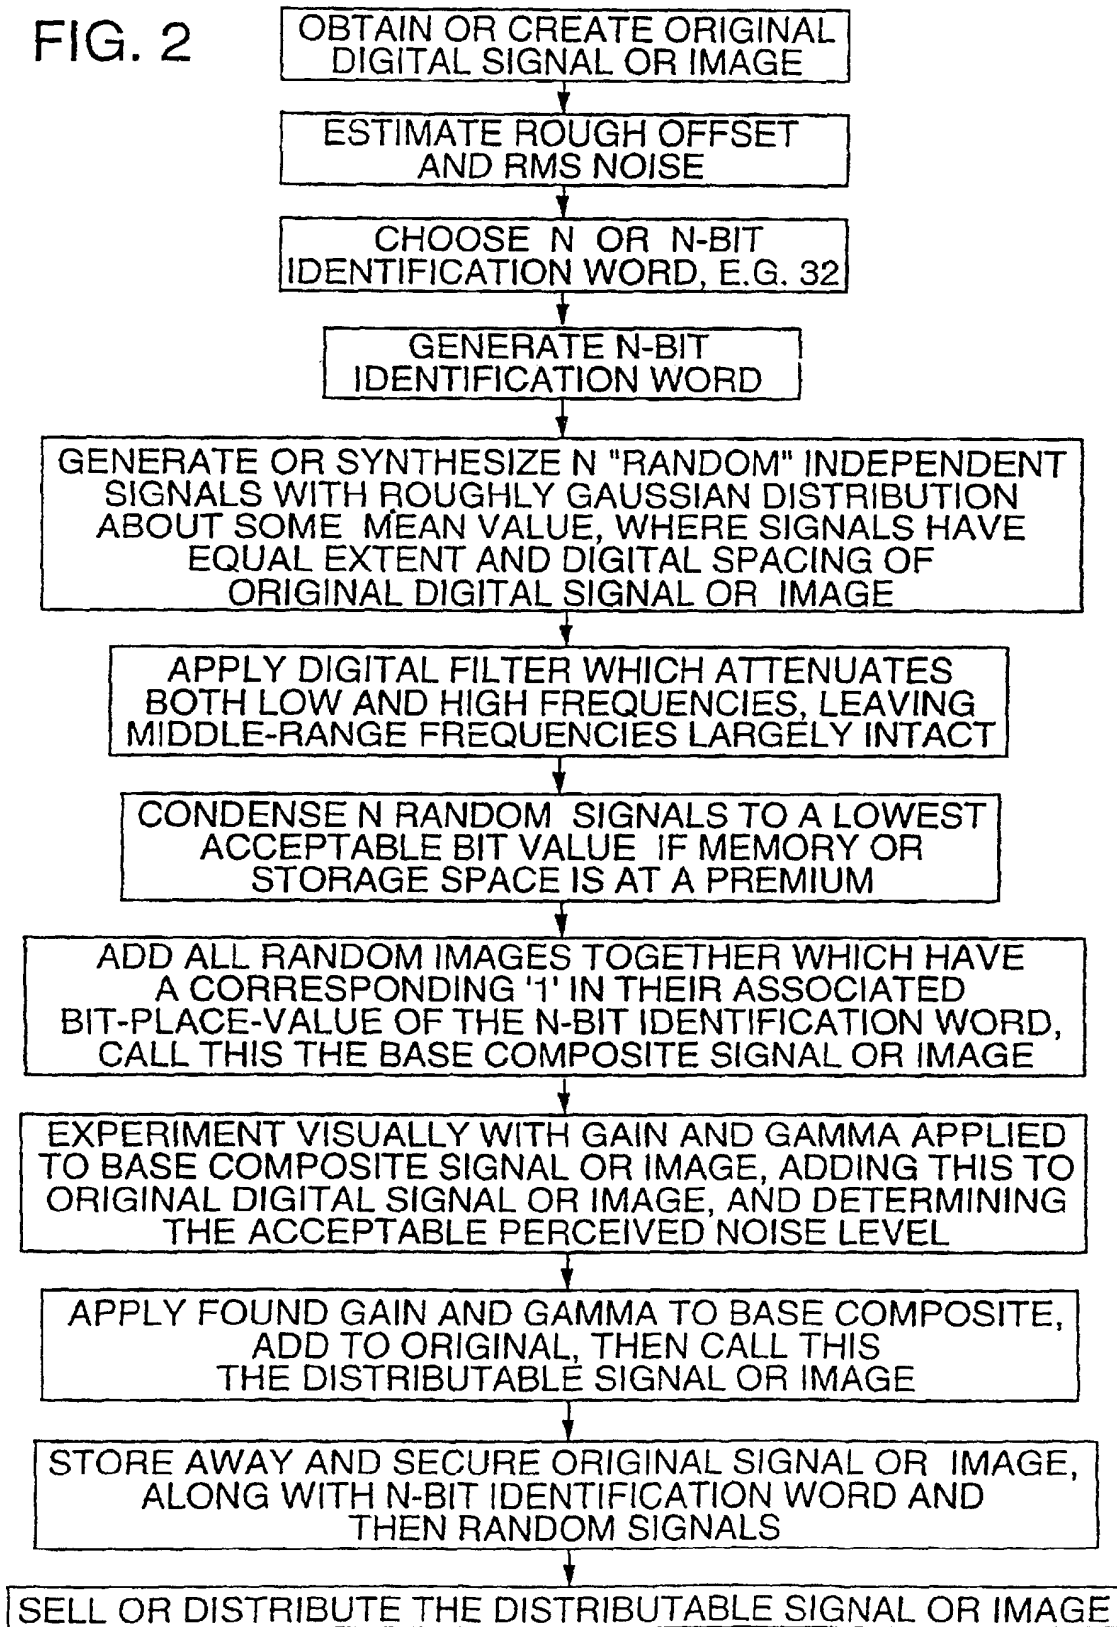 FIG. 2
OBTAIN OR CREATE ORIGINAL
DIGITAL SIGNAL OR IMAGE
ESTIMATE ROUGH OFFSET
AND RMS NOISE
CHOOSE N OR N-BIT
IDENTIFICATION WORD, E.G. 32
GENERATE N-BIT
IDENTIFICATION WORD
GENERATE OR SYNTHESIZE N "RANDOM" INDEPENDENT
SIGNALS WITH ROUGHLY GAUSSIAN DISTRIBUTION
ABOUT SOME MEAN VALUE, WHERE SIGNALS HAVE
EQUAL EXTENT AND DIGITAL SPACING OF
ORIGINAL DIGITAL SIGNAL OR IMAGE
APPLY DIGITAL FILTER WHICH ATTENUATES
BOTH LOW AND HIGH FREQUENCIES, LEAVING
MIDDLE-RANGE FREQUENCIES LARGELY INTACT
CONDENSE N RANDOM SIGNALS TO A LOWEST
ACCEPTABLE BIT VALUE IF MEMORY OR
STORAGE SPACE IS AT A PREMIUM
ADD ALL RANDOM IMAGES TOGETHER WHICH HAVE
A CORRESPONDING '1' IN THEIR ASSOCIATED
BIT-PLACE-VALUE OF THE N-BIT IDENTIFICATION WORD,
CALL THIS THE BASE COMPOSITE SIGNAL OR IMAGE
EXPERIMENT VISUALLY WITH GAIN AND GAMMA APPLIED
TO BASE COMPOSITE SIGNAL OR IMAGE, ADDING THIS TO
ORIGINAL DIGITAL SIGNAL OR IMAGE, AND DETERMINING
THE ACCEPTABLE PERCEIVED NOISE LEVEL
APPLY FOUND GAIN AND GAMMA TO BASE COMPOSITE,
ADD TO ORIGINAL, THEN CALL THIS
THE DISTRIBUTABLE SIGNAL OR IMAGE
STORE AWAY AND SECURE ORIGINAL SIGNAL OR IMAGE,
ALONG WITH N-BIT IDENTIFICATION WORD AND
THEN RANDOM SIGNALS
SELL OR DISTRIBUTE THE DISTRIBUTABLE SIGNAL OR IMAGE